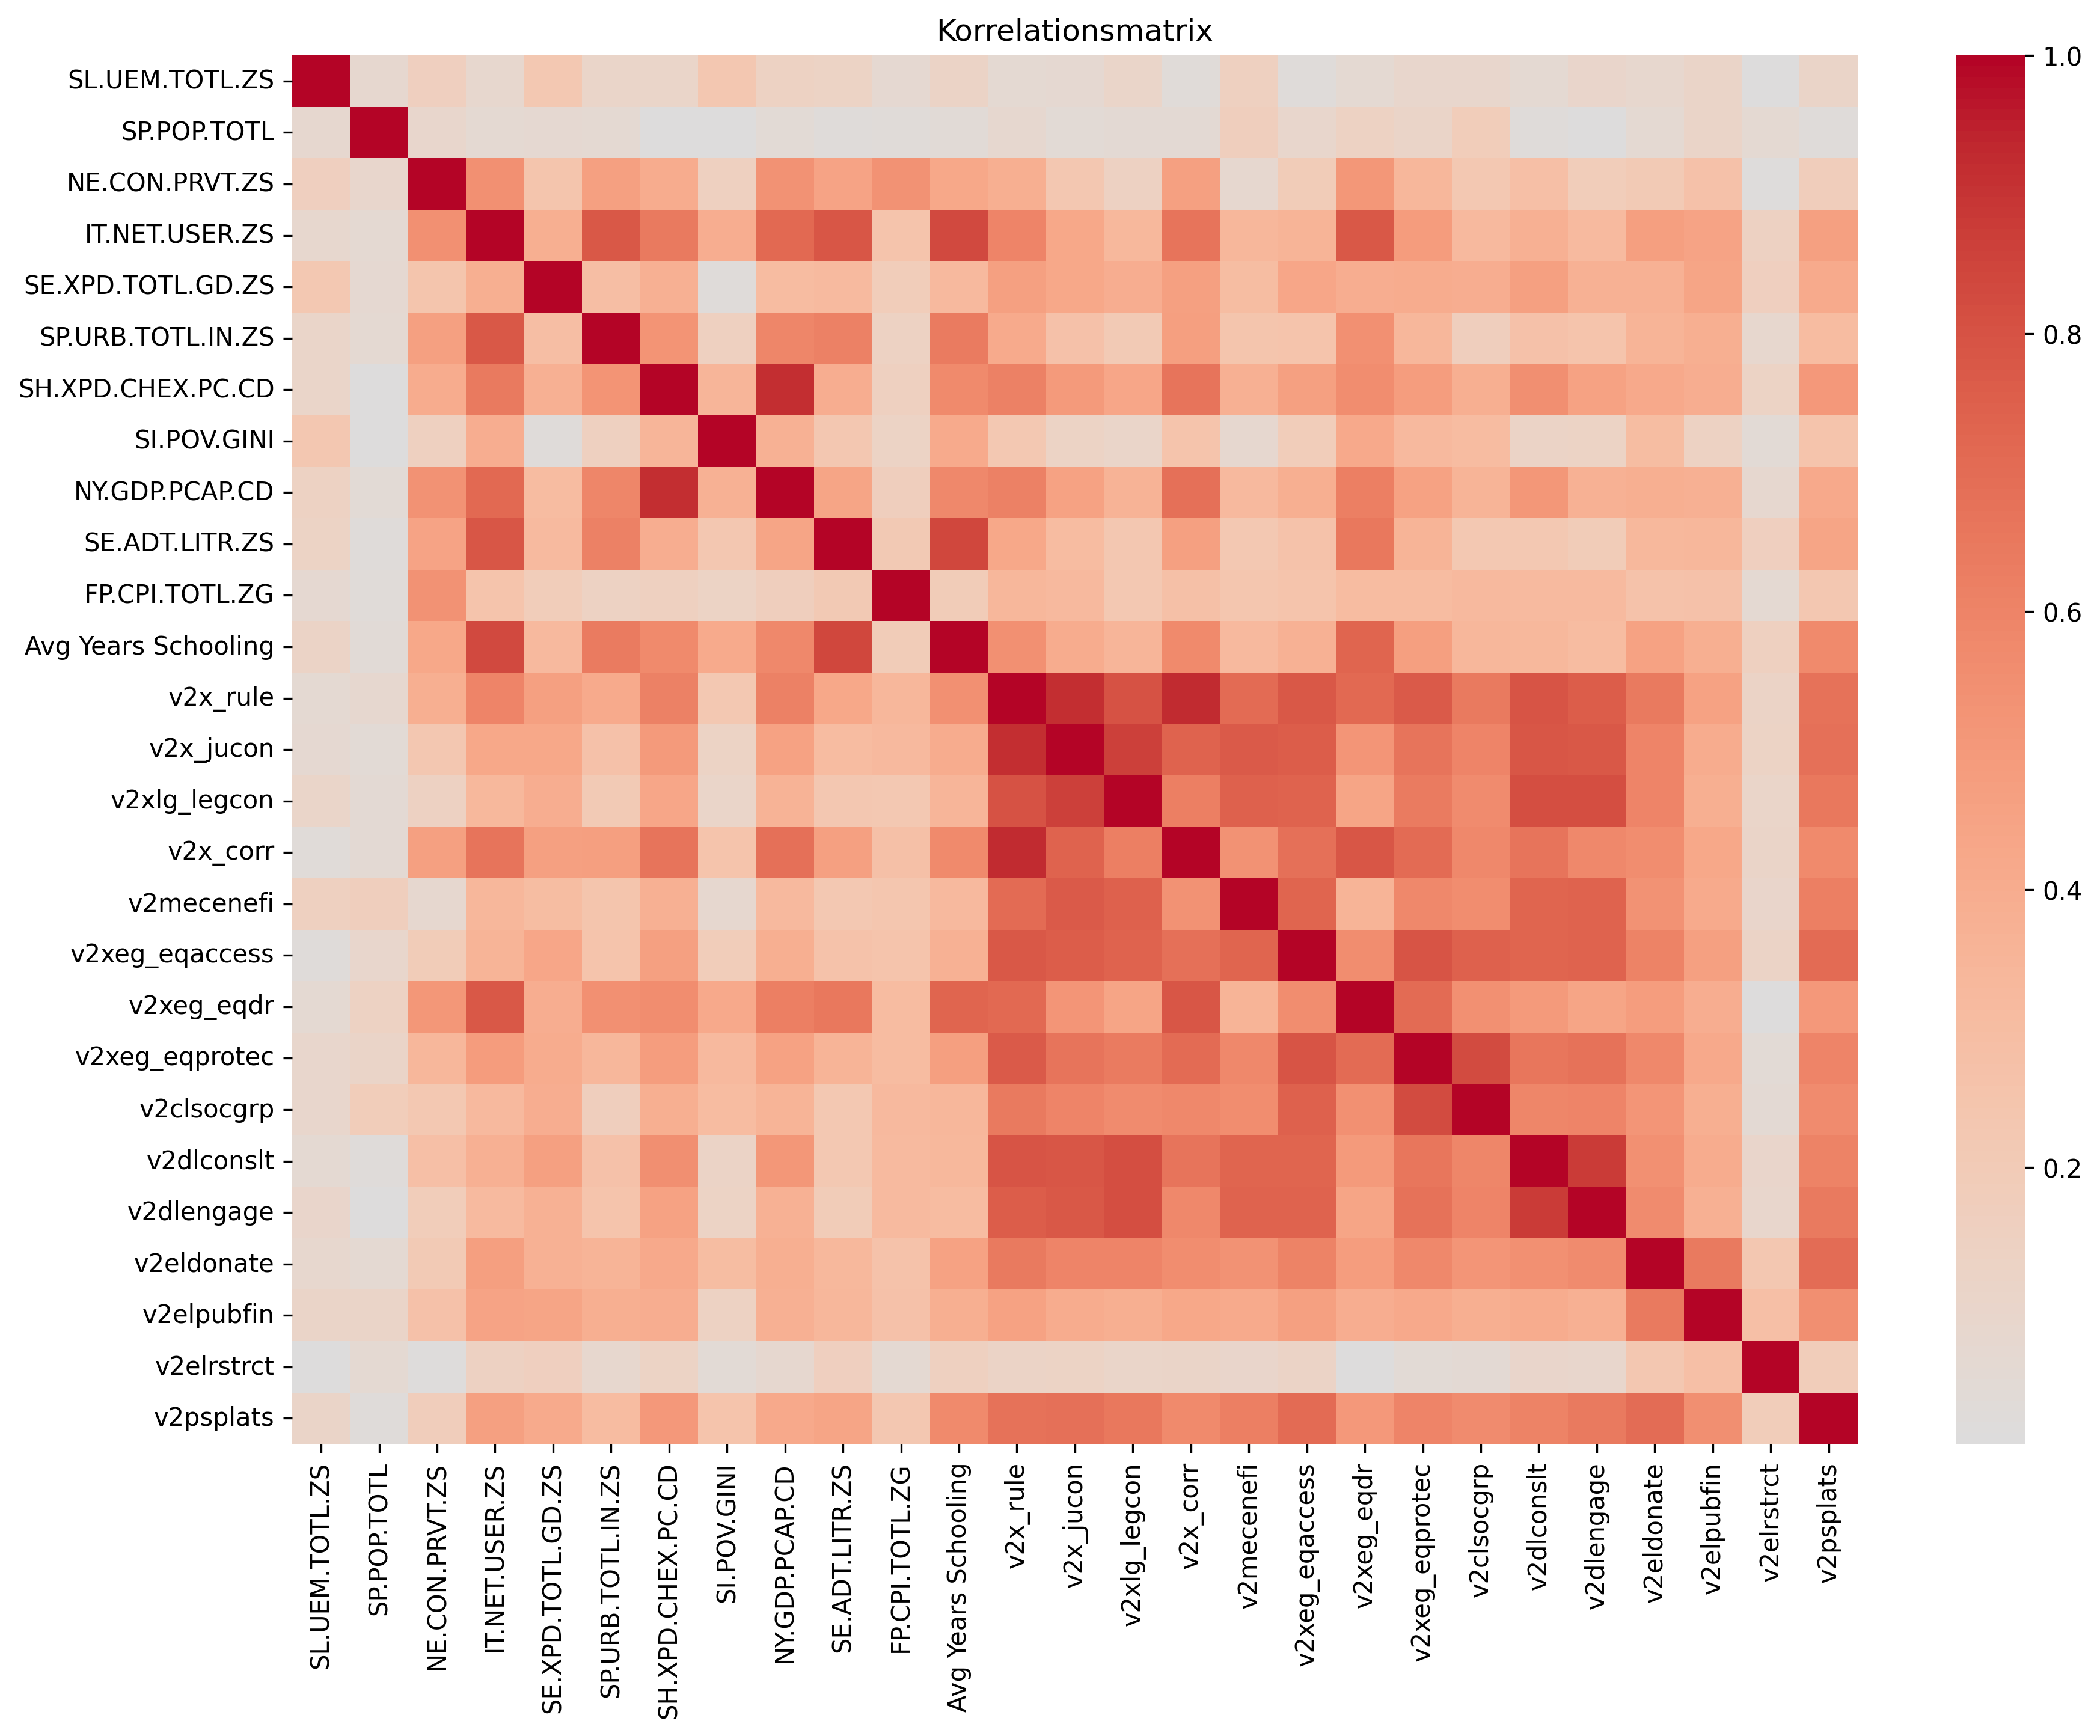 Korrelationsmatrix
SL.UEM.TOTL.ZS
SP.POP.TOTL
NE.CON.PRVT.ZS
IT.NET.USER.ZS
SE.XPD.TOTL.GD.ZS
SP.URB.TOTL.IN.ZS
SH.XPD.CHEX.PC.CD
SI.POV.GINI
NY.GDP.PCAP.CD
SE.ADT.LITR.ZS
FP.CPI.TOTL.ZG
Avg Years Schooling
v2x_rule
v2x_jucon
v2xlg_legcon
v2x_corr
v2mecenefi
v2xeg_eqaccess
v2xeg_eqdr
v2xeg_eqprotec
v2clsocgrp
v2dlconslt
v2dlengage
v2eldonate
v2elpubfin
v2elrstrct
v2psplats
SL.UEM.TOTL.ZS
SP.POP.TOTL
NE.CON.PRVT.ZS
IT.NET.USER.ZS
SE.XPD.TOTL.GD.ZS
SP.URB.TOTL.IN.ZS
SH.XPD.CHEX.PC.CD
SI.POV.GINI
NY.GDP.PCAP.CD
SE.ADT.LITR.ZS
FP.CPI.TOTL.ZG
Avg Years Schooling
v2x_rule
v2x_jucon
v2xlg_legcon
v2x_corr
v2mecenefi
v2xeg_eqaccess
v2xeg_eqdr
v2xeg_eqprotec
v2clsocgrp
v2dlconslt
v2dlengage
v2eldonate
v2elpubfin
v2elrstrct
v2psplats
1.0
0.8
0.6
0.4
0.2